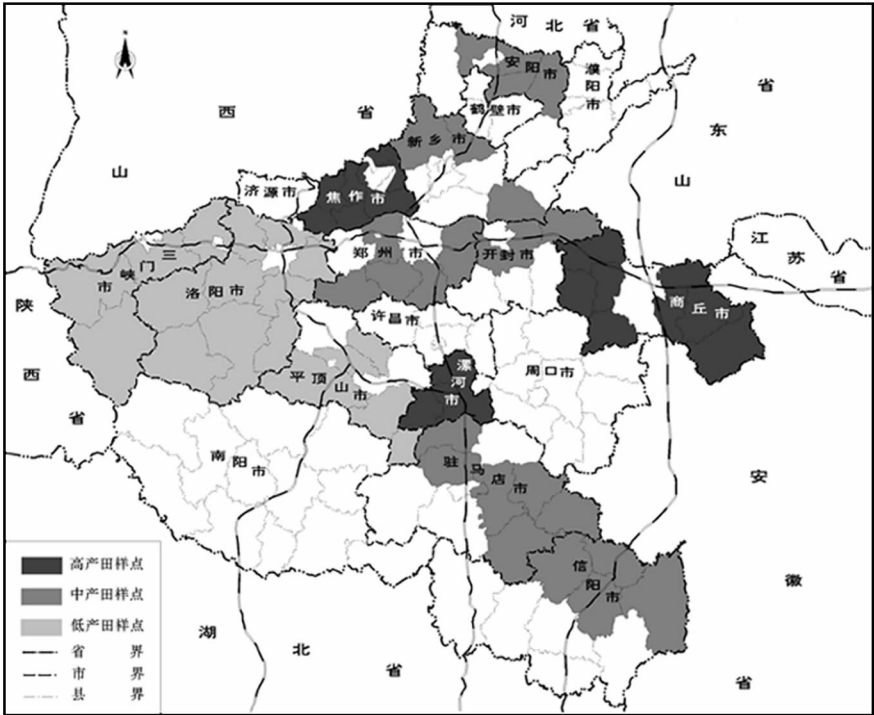 N
河北省
安阳市
濮阳市
鹤壁市
山西省
山东省
新乡市
济源市
焦作市
江苏省
三门峡市
郑州市
开封市
商丘市
洛阳市
陕西省
许昌市
漯河市
平顶山市
周口市
南阳市
驻马店市
信阳市
安徽省
湖北省
高产田样点
中产田样点
低产田样点
省界
市界
县界